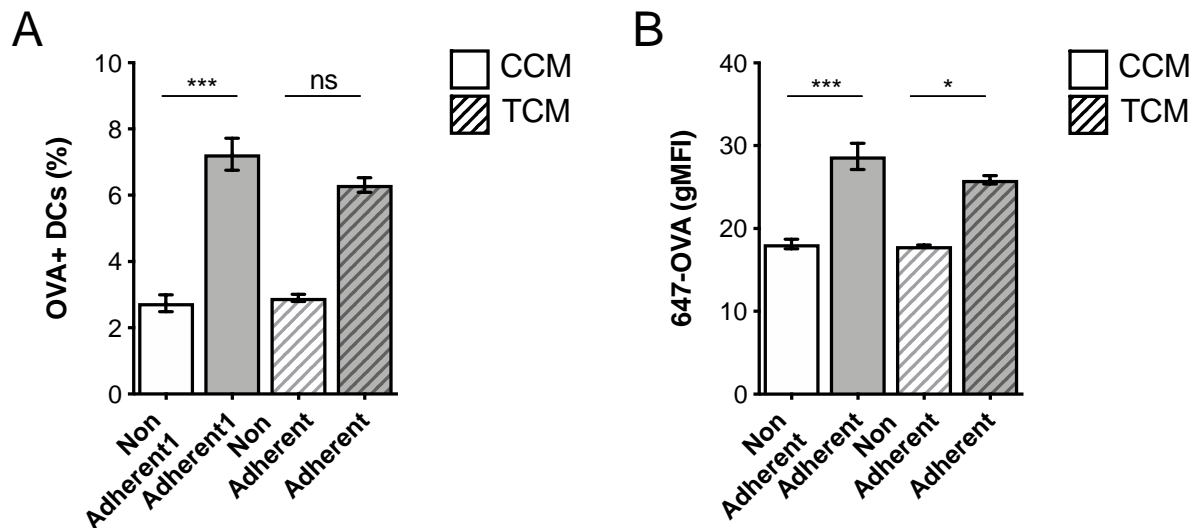 A
OVA+ DCs (%)
10
8
6
4
2
0
***
ns
Non
Adherent1
Adherent1
Non
Adherent
Adherent
CCM
TCM
B
647-OVA (gMFI)
40
30
20
10
0
***
*
Non
Adherent
Adherent
Non
Adherent
Adherent
CCM
TCM